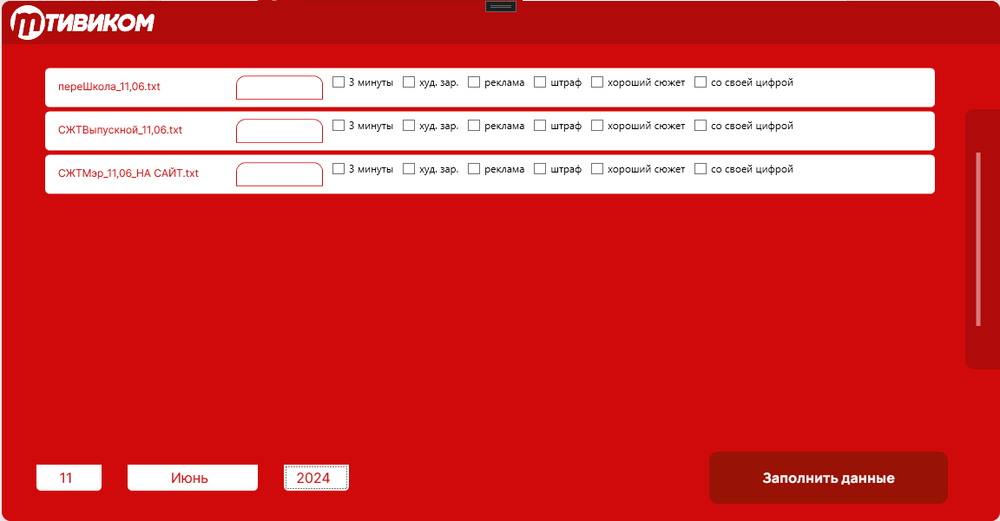 тТИВИКОМ
переШкола_11,06.txt 3 минуты худ. зар. реклама штраф хороший сюжет со своей цифрой
СЖТВыпускной_11,06.txt 3 минуты худ. зар. реклама штраф хороший сюжет со своей цифрой
СЖТМэр_11,06_НА САЙТ.txt 3 минуты худ. зар. реклама штраф хороший сюжет со своей цифрой
11 Июнь 2024 Заполнить данные